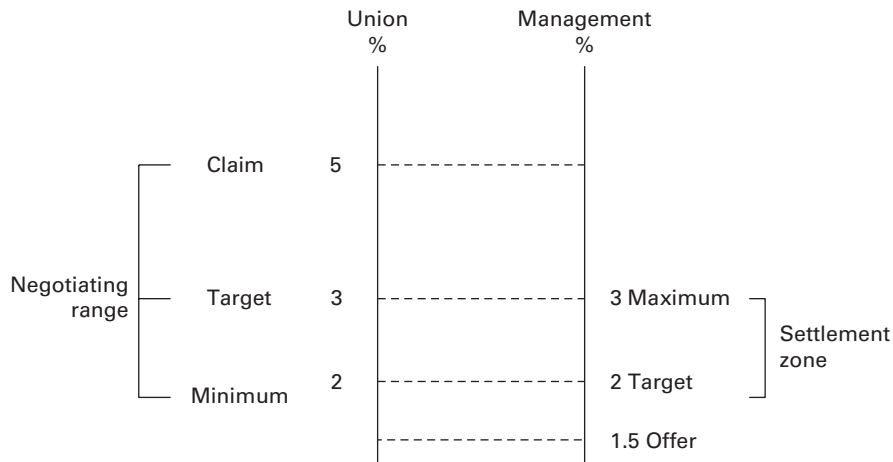 Union
%
Management
%
Claim 5
Negotiating
range
Target 3
3 Maximum
Settlement
zone
Minimum 2
2 Target
1.5 Offer